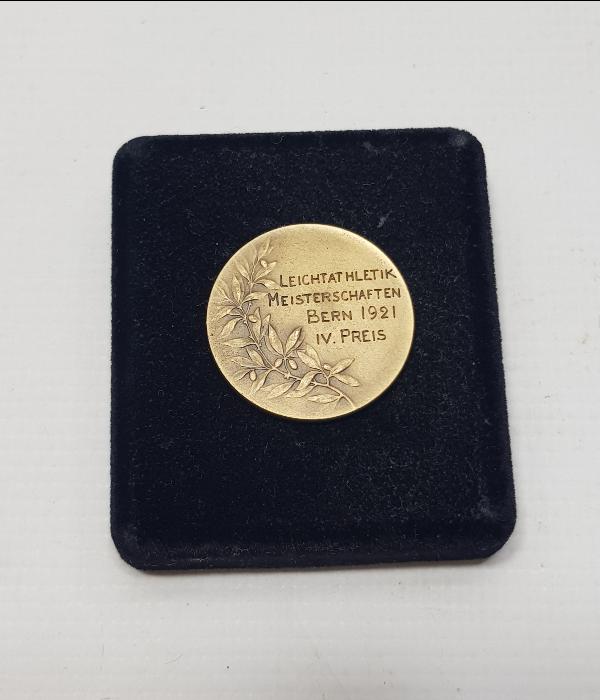 LEICHTATHLETIK
MEISTERSCHAFTEN
BERN 1921
IV. PREIS